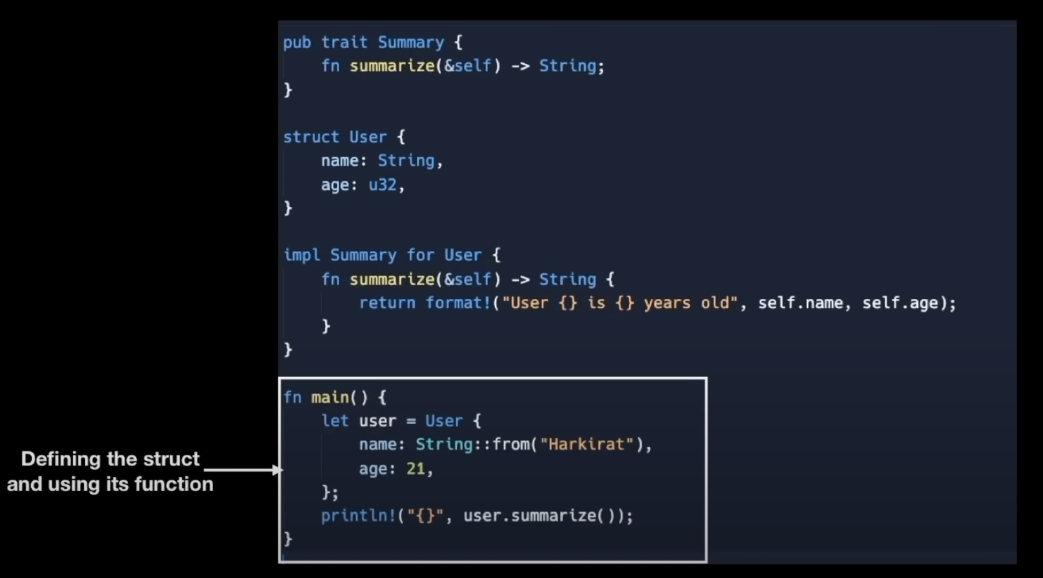 pub trait Summary {
    fn summarize(&self) -> String;
}
struct User {
    name: String,
    age: u32,
}
impl Summary for User {
    fn summarize(&self) -> String {
        return format!("User {} is {} years old", self.name, self.age);
    }
}
fn main() {
    let user = User {
        name: String::from("Harkirat"),
        age: 21,
    };
    println!("{}", user.summarize());
}
Defining the struct
and using its function